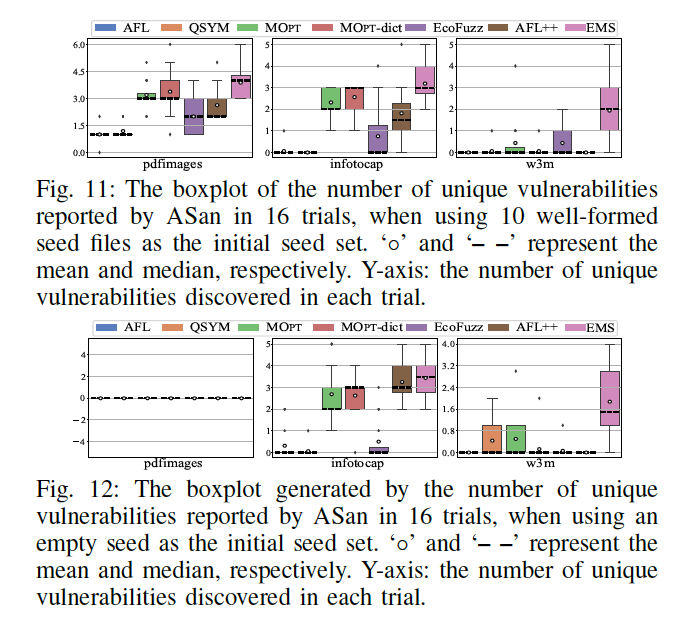 AFL QSYM MOPT MOPT-dict EcoFuzz AFL++ EMS
6.0 4.5 3.0 1.5 0.0
5 4 3 2 1 0
5 4 3 2 1 0
pdfimages infotocap w3m
Fig. 11: The boxplot of the number of unique vulnerabilities
reported by ASan in 16 trials, when using 10 well-formed
seed files as the initial seed set. ‘○’ and ‘– –’ represent the
mean and median, respectively. Y-axis: the number of unique
vulnerabilities discovered in each trial.
AFL QSYM MOPT MOPT-dict EcoFuzz AFL++ EMS
4 2 0 −2 −4
5 4 3 2 1 0
4.0 3.2 2.4 1.6 0.8 0.0
pdfimages infotocap w3m
Fig. 12: The boxplot generated by the number of unique
vulnerabilities reported by ASan in 16 trials, when using an
empty seed as the initial seed set. ‘○’ and ‘– –’ represent the
mean and median, respectively. Y-axis: the number of unique
vulnerabilities discovered in each trial.